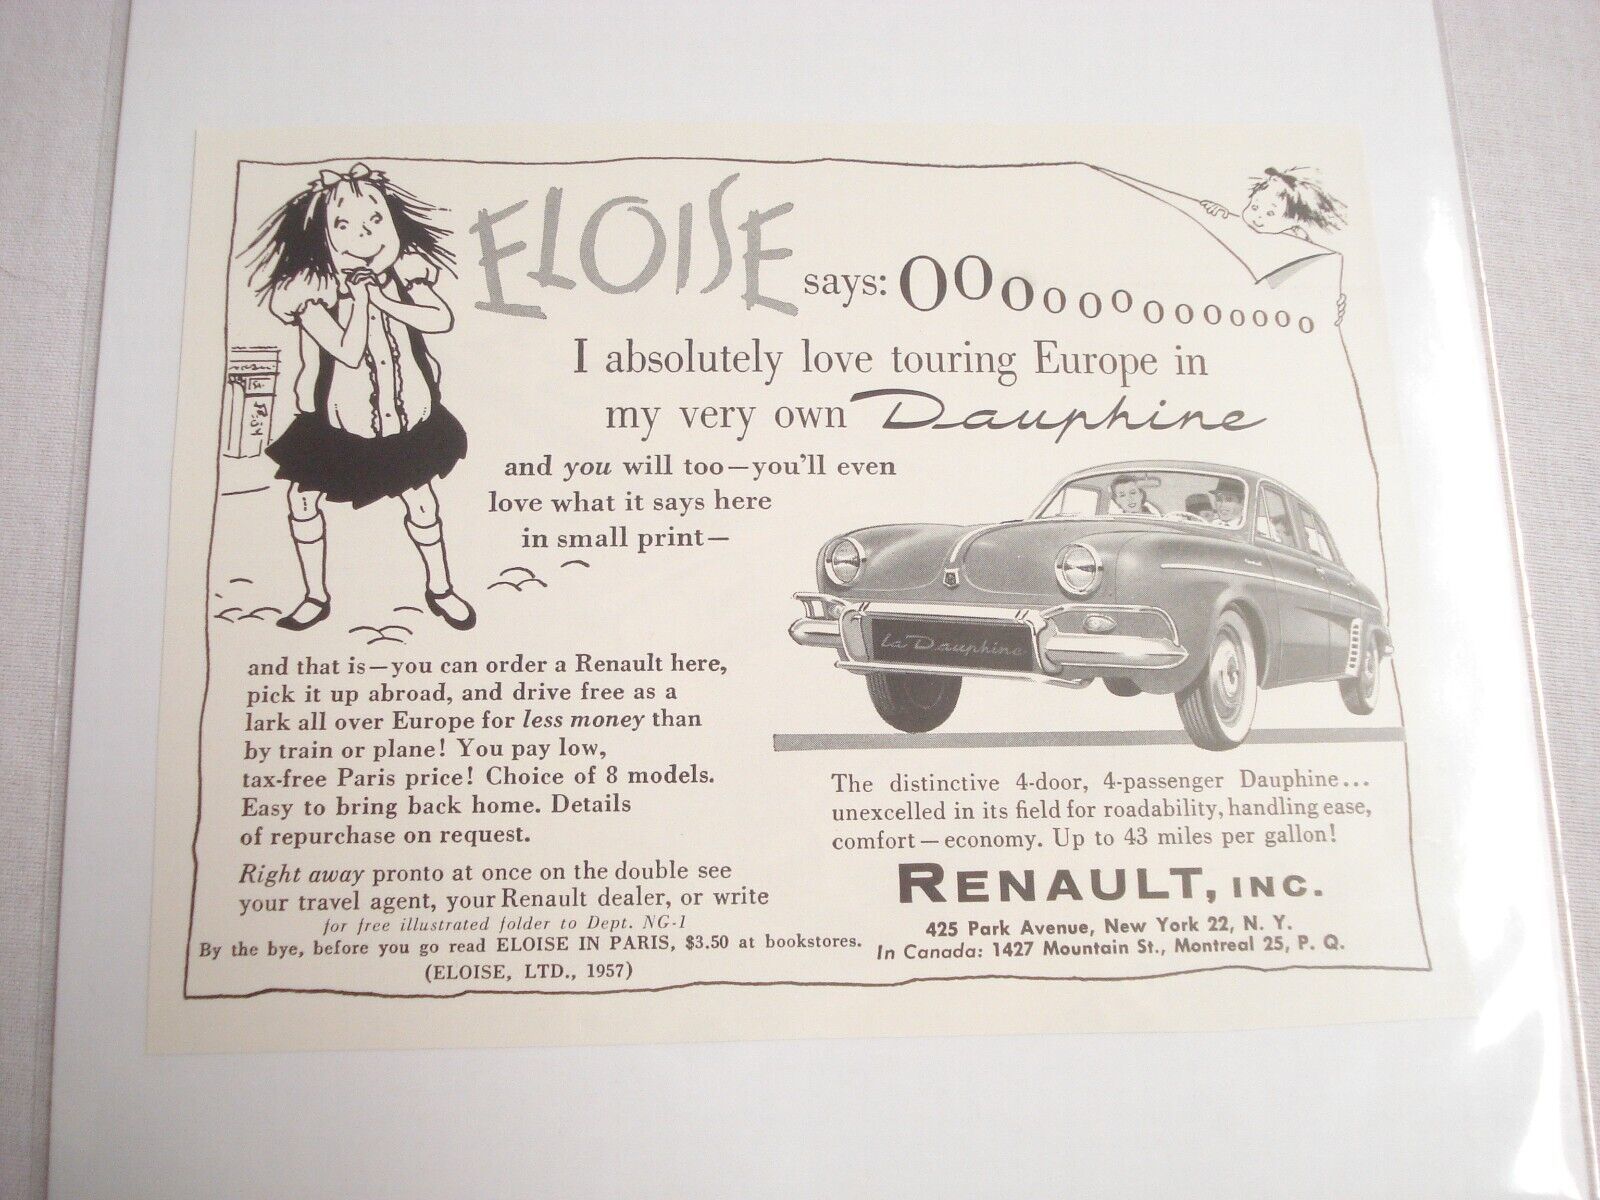 ELOISE says: OOooooooooooo
I absolutely love touring Europe in
my very own Dauphine
and you will too—you'll even
love what it says here
in small print—
la Dauphine
and that is—you can order a Renault here,
pick it up abroad, and drive free as a
lark all over Europe for less money than
by train or plane! You pay low,
tax-free Paris price! Choice of 8 models.
Easy to bring back home. Details
of repurchase on request.
Right away pronto at once on the double see
your travel agent, your Renault dealer, or write
for free illustrated folder to Dept. NG-1
By the bye, before you go read ELOISE IN PARIS, $3.50 at bookstores.
(ELOISE, LTD., 1957)
The distinctive 4-door, 4-passenger Dauphine...
unexcelled in its field for roadability, handling ease,
comfort—economy. Up to 43 miles per gallon!
RENAULT, INC.
425 Park Avenue, New York 22, N. Y.
In Canada: 1427 Mountain St., Montreal 25, P. Q.